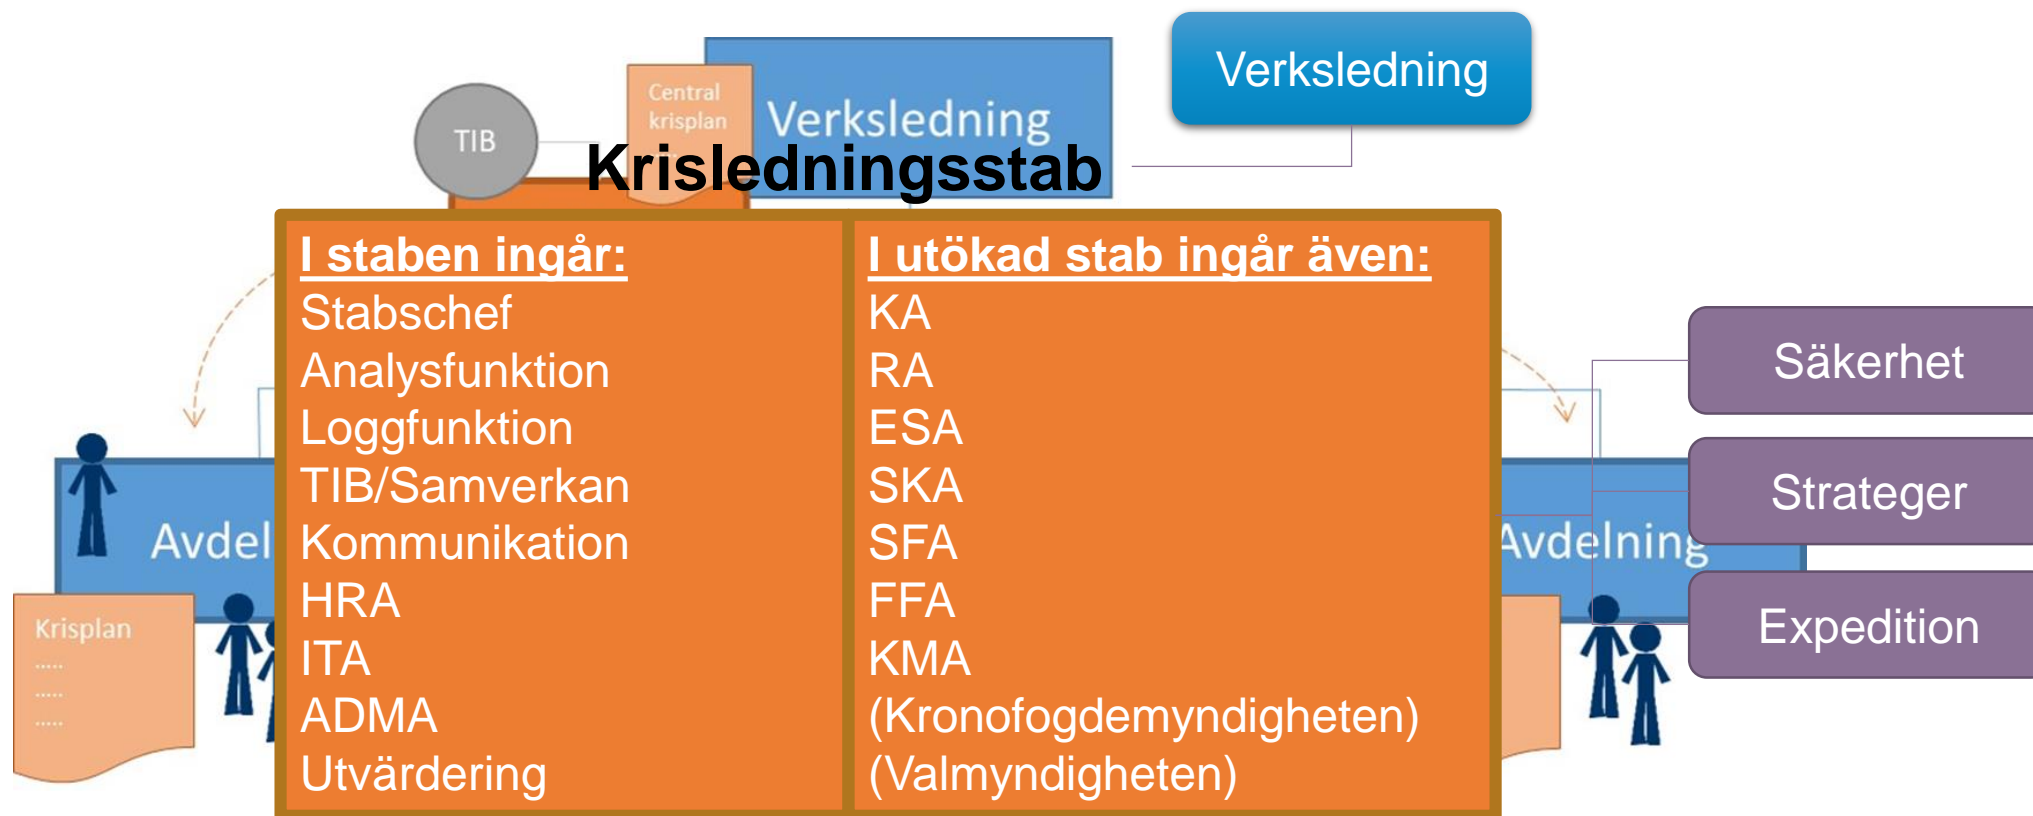 Verksledning
Central
krisplan
Verksledning
TIB
Krisledningsstab
I staben ingår:
Stabschef
Analysfunktion
Loggfunktion
TIB/Samverkan
Kommunikation
HRA
ITA
ADMA
Utvärdering
I utökad stab ingår även:
KA
RA
ESA
SKA
SFA
FFA
KMA
(Kronofogdemyndigheten)
(Valmyndigheten)
Säkerhet
Strateger
Expedition
Avdel
Avdelning
Krisplan
.....
.....
.....